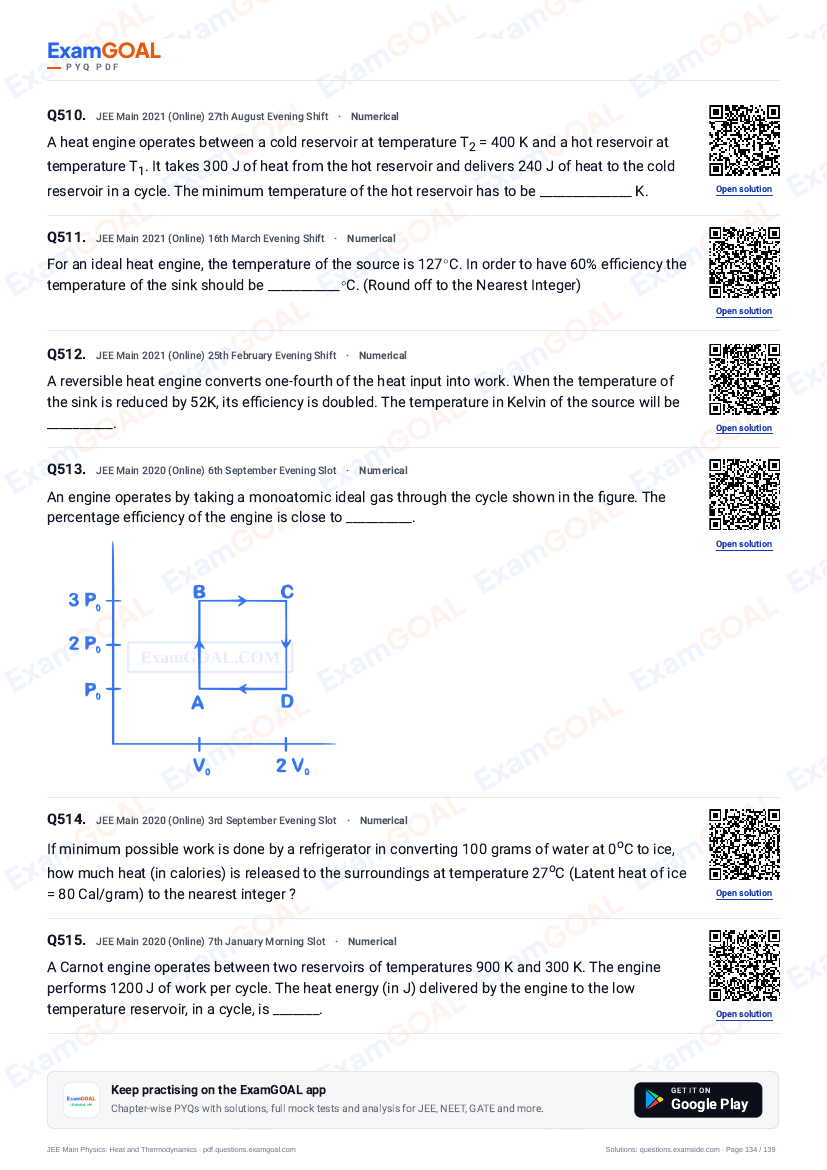 ExamGOAL
PYQ PDF
Q510. JEE Main 2021 (Online) 27th August Evening Shift · Numerical
A heat engine operates between a cold reservoir at temperature T2 = 400 K and a hot reservoir at
temperature T1. It takes 300 J of heat from the hot reservoir and delivers 240 J of heat to the cold
reservoir in a cycle. The minimum temperature of the hot reservoir has to be ______________ K.
Open solution
Q511. JEE Main 2021 (Online) 16th March Evening Shift · Numerical
For an ideal heat engine, the temperature of the source is 127°C. In order to have 60% efficiency the
temperature of the sink should be ___________°C. (Round off to the Nearest Integer)
Open solution
Q512. JEE Main 2021 (Online) 25th February Evening Shift · Numerical
A reversible heat engine converts one-fourth of the heat input into work. When the temperature of
the sink is reduced by 52K, its efficiency is doubled. The temperature in Kelvin of the source will be
__________.
Open solution
Q513. JEE Main 2020 (Online) 6th September Evening Slot · Numerical
An engine operates by taking a monoatomic ideal gas through the cycle shown in the figure. The
percentage efficiency of the engine is close to __________.
Open solution
3 P0
B C
2 P0
ExamGOAL.COM
P0
A D
V0 2 V0
Q514. JEE Main 2020 (Online) 3rd September Evening Slot · Numerical
If minimum possible work is done by a refrigerator in converting 100 grams of water at 0°C to ice,
how much heat (in calories) is released to the surroundings at temperature 27°C (Latent heat of ice
= 80 Cal/gram) to the nearest integer ?
Open solution
Q515. JEE Main 2020 (Online) 7th January Morning Slot · Numerical
A Carnot engine operates between two reservoirs of temperatures 900 K and 300 K. The engine
performs 1200 J of work per cycle. The heat energy (in J) delivered by the engine to the low
temperature reservoir, in a cycle, is _______.
Open solution
ExamGOAL
Keep practising on the ExamGOAL app
Chapter-wise PYQs with solutions, full mock tests and analysis for JEE, NEET, GATE and more.
GET IT ON
Google Play
JEE Main Physics: Heat and Thermodynamics · pdf.questions.examgoal.com
Solutions: questions.examside.com · Page 134 / 139